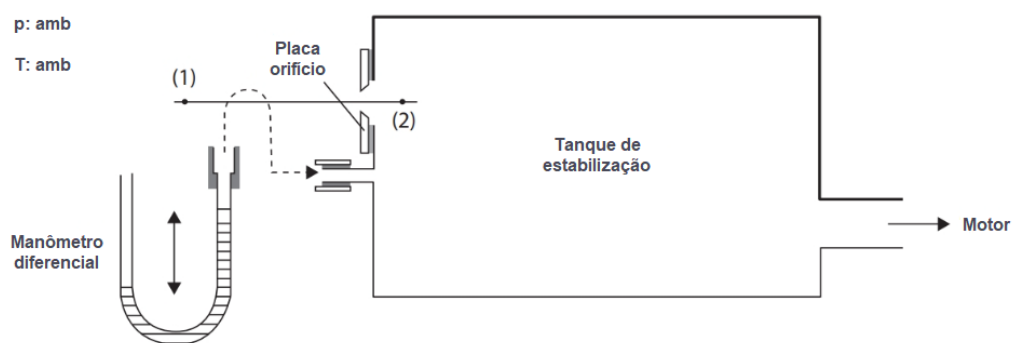 p: amb
T: amb
Placa
orifício
(1)
(2)
Tanque de
estabilização
Motor
Manômetro
diferencial